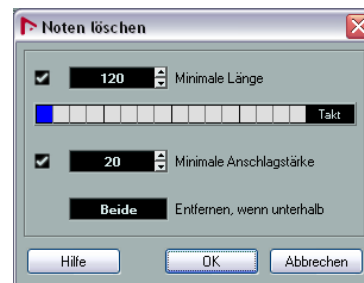 Noten löschen
120 Minimale Länge
Takt
20 Minimale Anschlagstärke
Beide Entfernen, wenn unterhalb
Hilfe OK Abbrechen